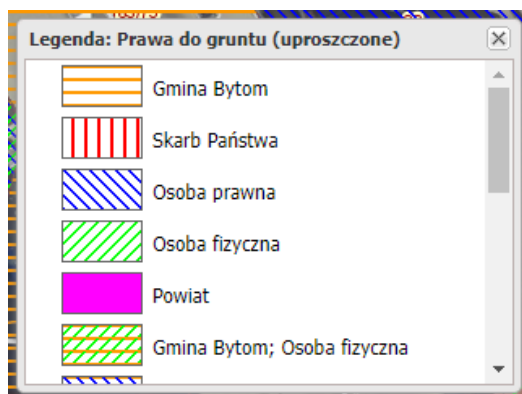 Legenda: Prawa do gruntu (uproszczone)
Gmina Bytom
Skarb Państwa
Osoba prawna
Osoba fizyczna
Powiat
Gmina Bytom; Osoba fizyczna